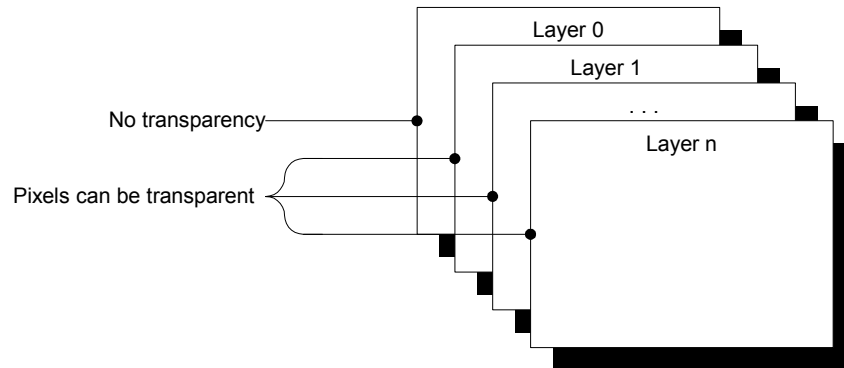 Layer 0
Layer 1
. . .
Layer n
No transparency
Pixels can be transparent